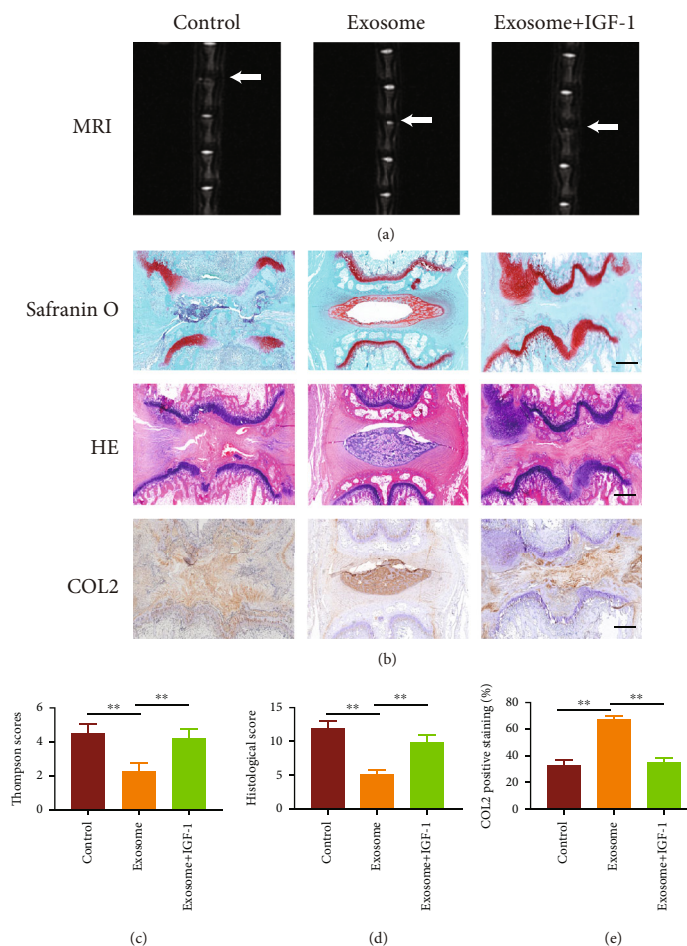 Control Exosome Exosome+IGF-1
MRI
(a)
Safranin O
HE
COL2
(b)
Thompson scores
6
4
2
0
**
**
Control
Exosome
Exosome+IGF-1
(c)
Histological score
15
10
5
0
**
**
Control
Exosome
Exosome+IGF-1
(d)
COL2 positive staining (%)
80
60
40
20
0
**
**
Control
Exosome
Exosome+IGF-1
(e)